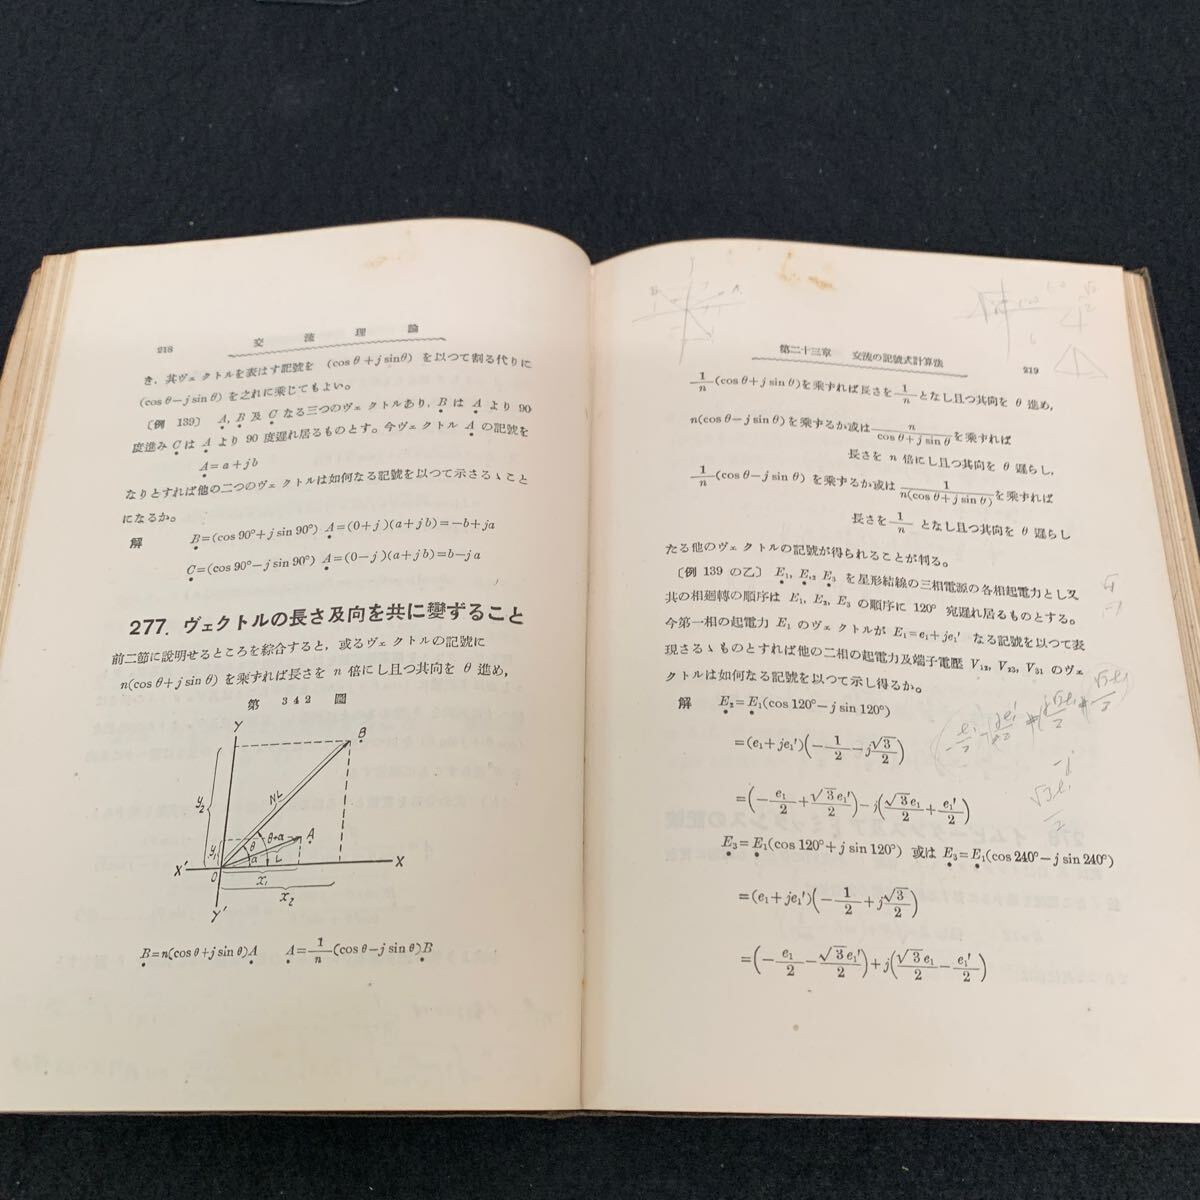 218
交流理論
き，其ヴェクトルを表はす記號を (cos θ+j sinθ) を以つて割る代りに
(cosθ−j sin θ) を之れに乘じてもよい。
〔例 139〕 A, B 及 C なる三つのヴェクトルあり，B は A より 90
度進み C は A より 90 度遲れ居るものとす。今ヴェクトル A の記號を
A=a+jb
なりとすれば他の二つのヴェクトルは如何なる記號を以つて示さるゝこと
になるか。
解 B=(cos 90°+j sin 90°) A=(0+j)(a+jb)=−b+ja
C=(cos 90°−j sin 90°) A=(0−j)(a+jb)=b−ja
277. ヴェクトルの長さ及向を共に變ずること
前二節に説明せるところを綜合すると，或るヴェクトルの記號に
n(cos θ+j sin θ) を乘ずれば長さを n 倍にし且つ共向を θ 進め，
第 342 圖
Y
B
y₂
NL
y₁
θ+α
θ
A
α
L
X'
O
X
x₁
x₂
Y'
B=n(cos θ+j sin θ)A A=1/n(cos θ−j sin θ)B
第二十三章 交流の記號式計算法
219
1/n(cos θ+j sin θ)を乘ずれば長さを 1/n となし且つ其向を θ 進め，
n(cos θ−j sin θ)を乘ずるか或は n/(cos θ+j sin θ) を乘ずれば
長さを n 倍にし且つ其向を θ 遲らし，
1/n(cos θ−j sin θ) を乘ずるか或は 1/n(cos θ+j sin θ) を乘ずれば
長さを 1/n となし且つ其向を θ 遲らし
たる他のヴェクトルの記號が得られることが判る。
〔例 139 の乙〕 E₁, E₂, E₃ を星形結線の三相電源の各相起電力とし又
其の相廻轉の順序は E₁, E₂, E₃ の順序に 120° 宛遲れ居るものとする。
今第一相の起電力 E₁ のヴェクトルが E₁=e₁+je₁′ なる記號を以つて表
現さるゝものとすれば他の二相の起電力及端子電壓 V₁₂, V₂₃, V₃₁ のヴェ
クトルは如何なる記號を以つて示し得るか。
解 E₂=E₁(cos 120°−j sin 120°)
=(e₁+je₁′)(−1/2−j√3/2)
=(−e₁/2+√3e₁′/2)−j(√3e₁/2+e₁′/2)
E₃=E₁(cos 120°+j sin 120°) 或は E₃=E₁(cos 240°−j sin 240°)
=(e₁+je₁′)(−1/2+j√3/2)
=(−e₁/2−√3e₁′/2)+j(√3e₁/2−e₁′/2)